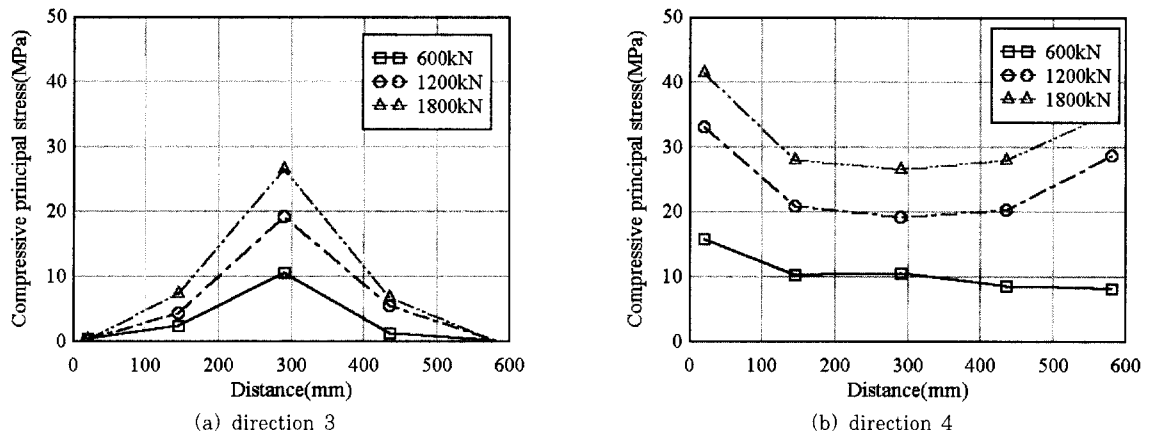 50
40
30
20
10
0
Compressive principal stress(MPa)
600kN
1200kN
1800kN
0 100 200 300 400 500 600
Distance(mm)
(a) direction 3
50
40
30
20
10
0
Compressive principal stress(MPa)
600kN
1200kN
1800kN
0 100 200 300 400 500 600
Distance(mm)
(b) direction 4